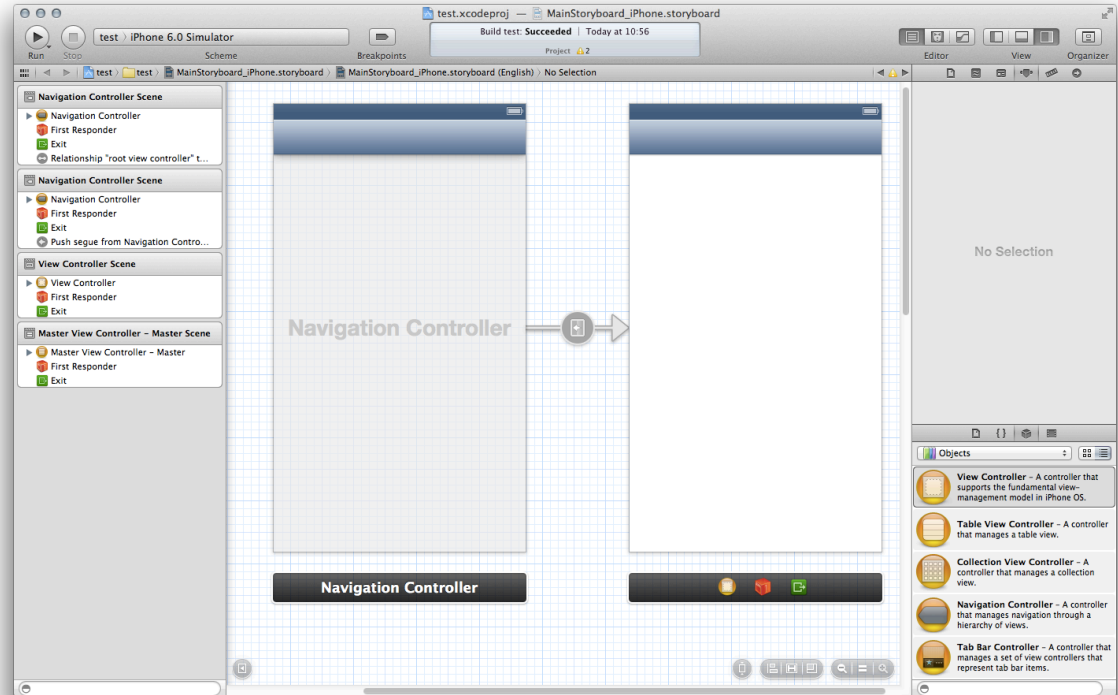 test.xcodeproj — MainStoryboard_iPhone.storyboard
Run
Stop
test › iPhone 6.0 Simulator
Scheme
Breakpoints
Build test: Succeeded | Today at 10:56
Project 2
Editor
View
Organizer
test › test › MainStoryboard_iPhone.storyboard › MainStoryboard_iPhone.storyboard (English) › No Selection
Navigation Controller Scene
Navigation Controller
First Responder
Exit
Relationship "root view controller" t...
Navigation Controller Scene
Navigation Controller
First Responder
Exit
Push segue from Navigation Contro...
View Controller Scene
View Controller
First Responder
Exit
Master View Controller – Master Scene
Master View Controller – Master
First Responder
Exit
Navigation Controller
Navigation Controller
No Selection
{ }
Objects
View Controller – A controller that
supports the fundamental view-
management model in iPhone OS.
Table View Controller – A controller
that manages a table view.
Collection View Controller – A
controller that manages a collection
view.
Navigation Controller – A controller
that manages navigation through a
hierarchy of views.
Tab Bar Controller – A controller that
manages a set of view controllers that
represent tab bar items.